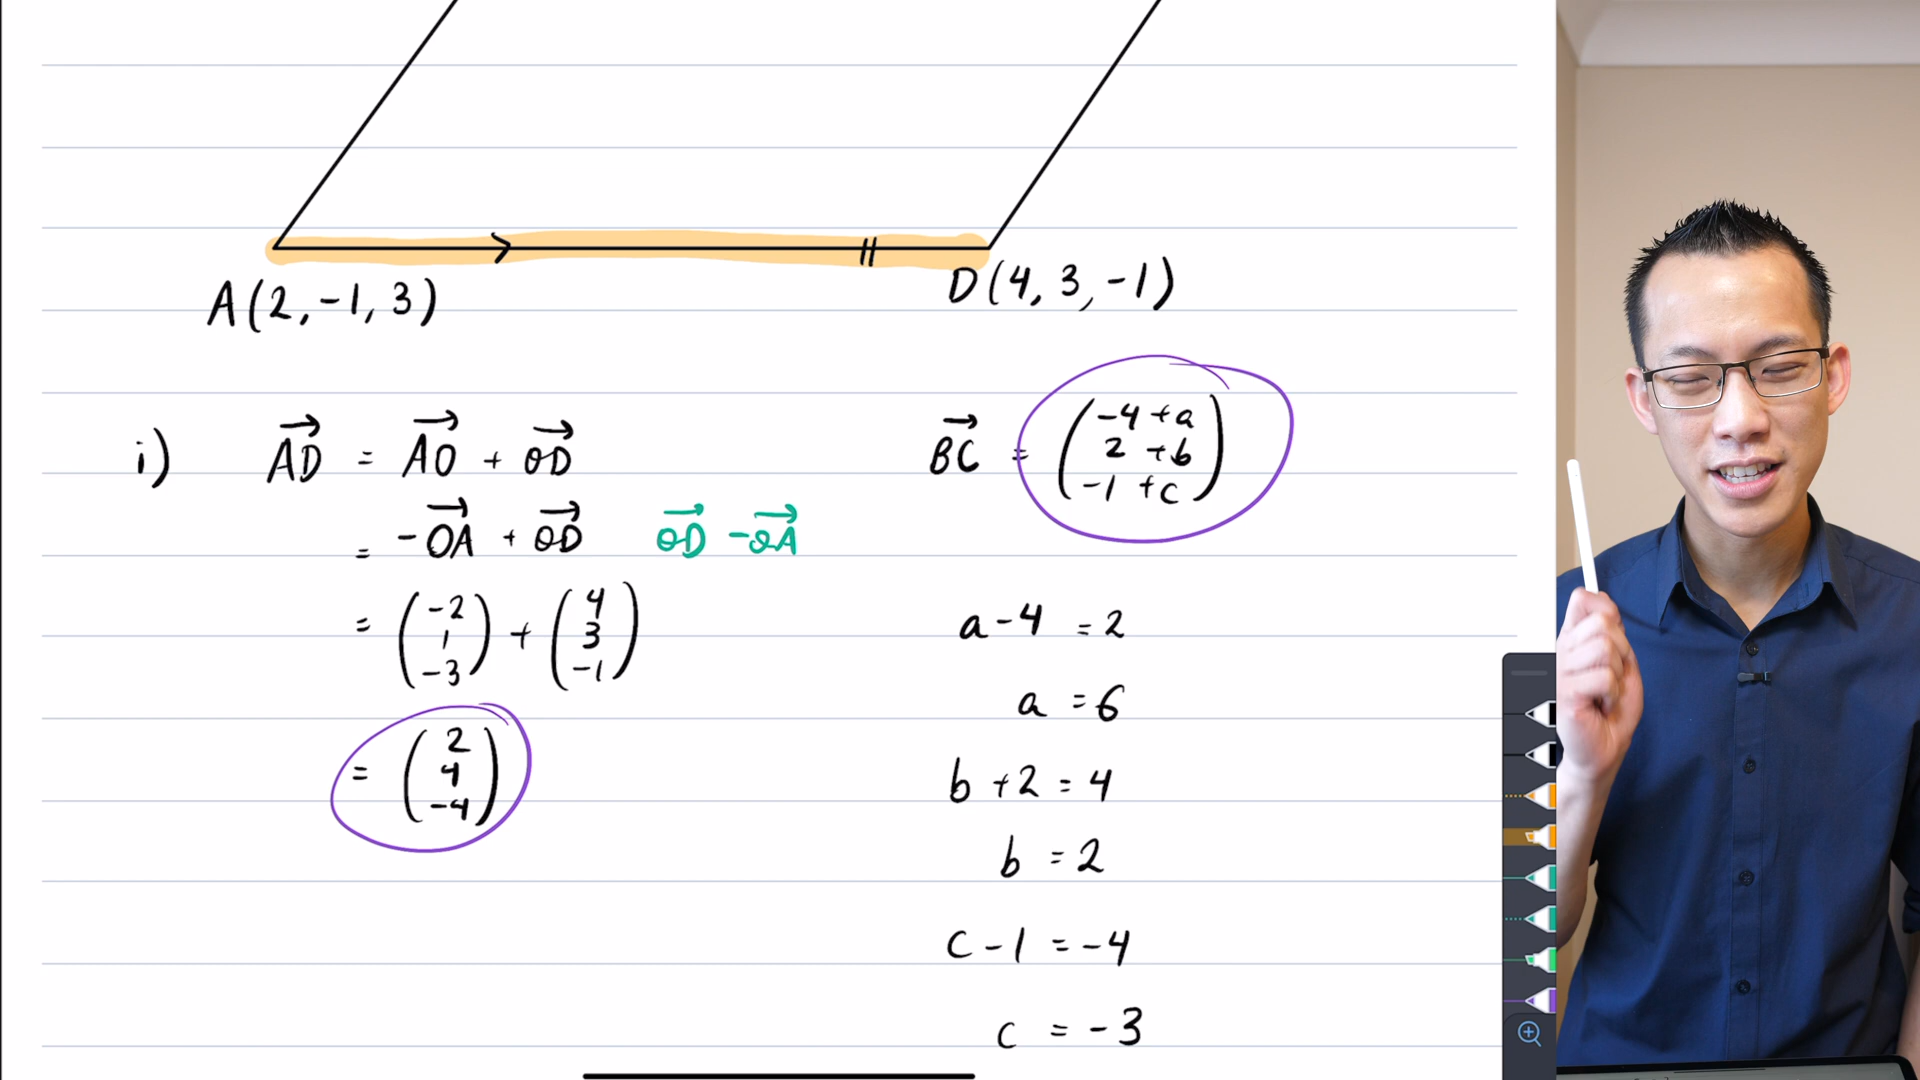 A(2, -1, 3)
D(4, 3, -1)
i) AD = AO + OD
= -OA + OD    OD - OA
= (-2 1 -3) + (4 3 -1)
= (2 4 -4)
BC = (-4 + a 2 + b -1 + c)
a - 4 = 2
a = 6
b + 2 = 4
b = 2
c - 1 = -4
c = -3